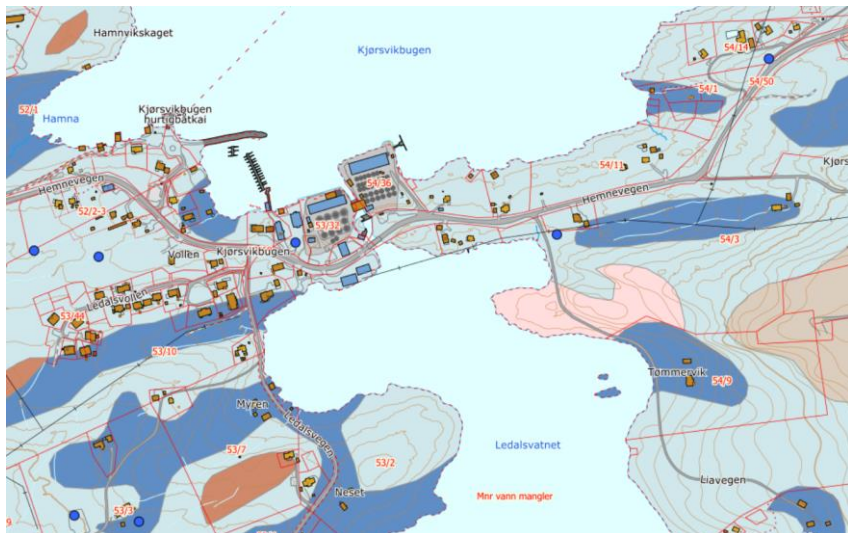 Hamnvikskaget
Kjørsvikbugen
54/14
54/50
54/1
52/1
Hamna
Kjørsvikbugen
hurtigbåtkai
54/11
Kjørs
Hemnevegen
Hemnevegen
54/36
52/2-3
53/32
54/3
Vollen
Kjørsvikbugen
Ledalsvollen
53/44
53/10
Tømmervik
54/9
Myren
Ledalsvegen
53/7
53/2
Ledalsvatnet
Liavegen
Neset
Mnr vann mangler
53/3
9